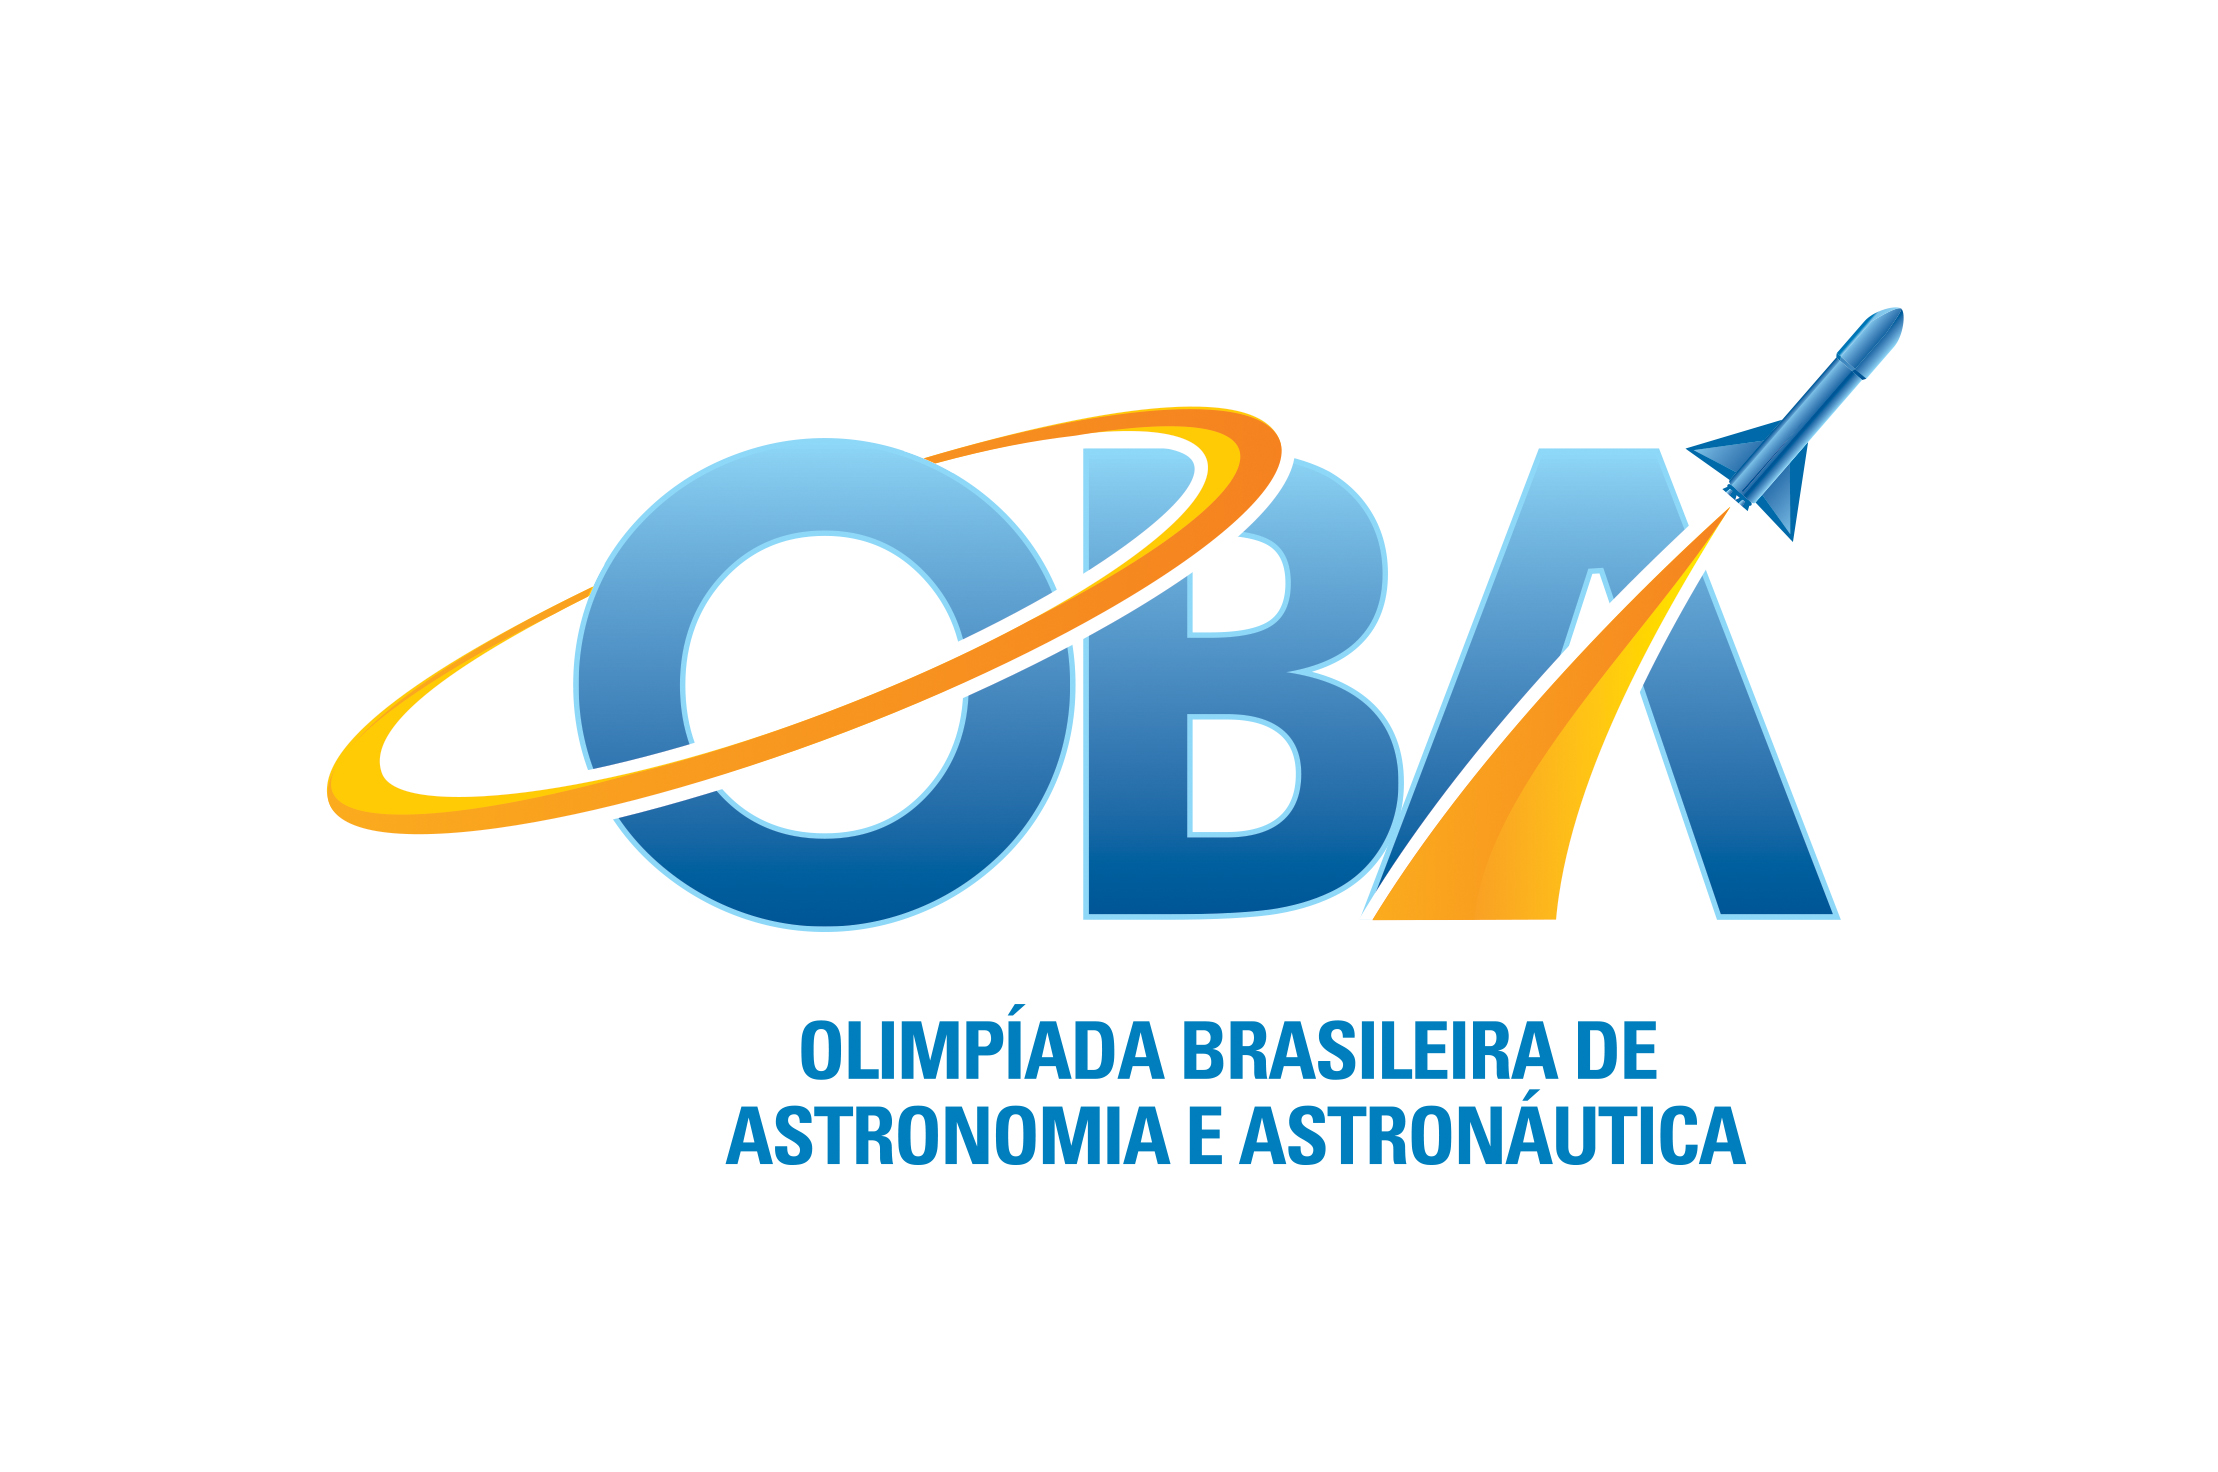 OBA
OLIMPÍADA BRASILEIRA DE
ASTRONOMIA E ASTRONÁUTICA